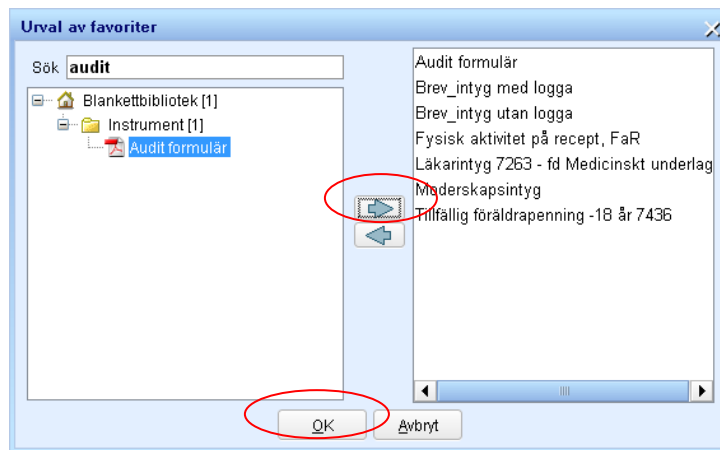 Urval av favoriter
Sök audit
Blankettbibliotek [1]
Instrument [1]
Audit formulär
Audit formulär
Brev_intyg med logga
Brev_intyg utan logga
Fysisk aktivitet på recept, FaR
Läkarintyg 7263 - fd Medicinskt underlag
Moderskapsintyg
Tillfällig föräldrapenning -18 år 7436
OK
Avbryt